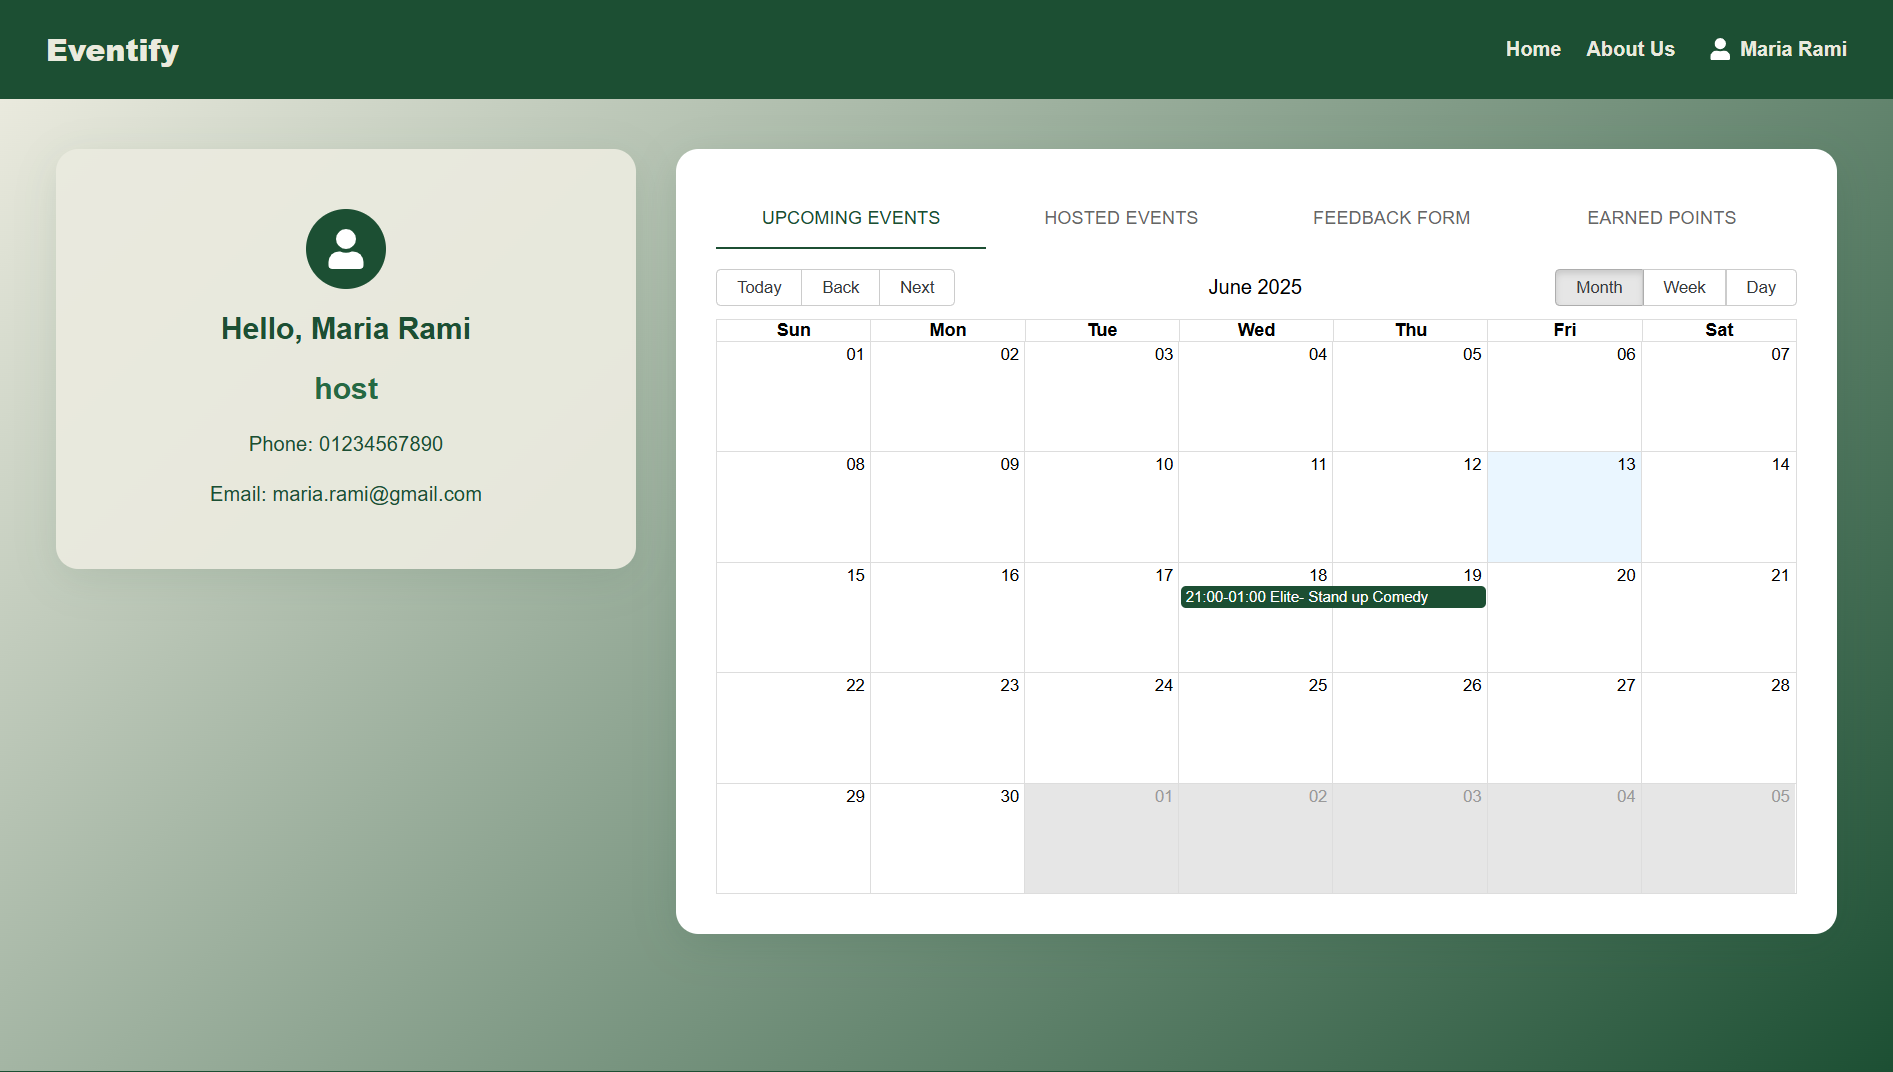 Eventify
Home About Us Maria Rami
Hello, Maria Rami
host
Phone: 01234567890
Email: maria.rami@gmail.com
UPCOMING EVENTS HOSTED EVENTS FEEDBACK FORM EARNED POINTS
Today Back Next June 2025 Month Week Day
Sun Mon Tue Wed Thu Fri Sat
01 02 03 04 05 06 07
08 09 10 11 12 13 14
15 16 17 18 19 20 21
21:00-01:00 Elite- Stand up Comedy
22 23 24 25 26 27 28
29 30 01 02 03 04 05